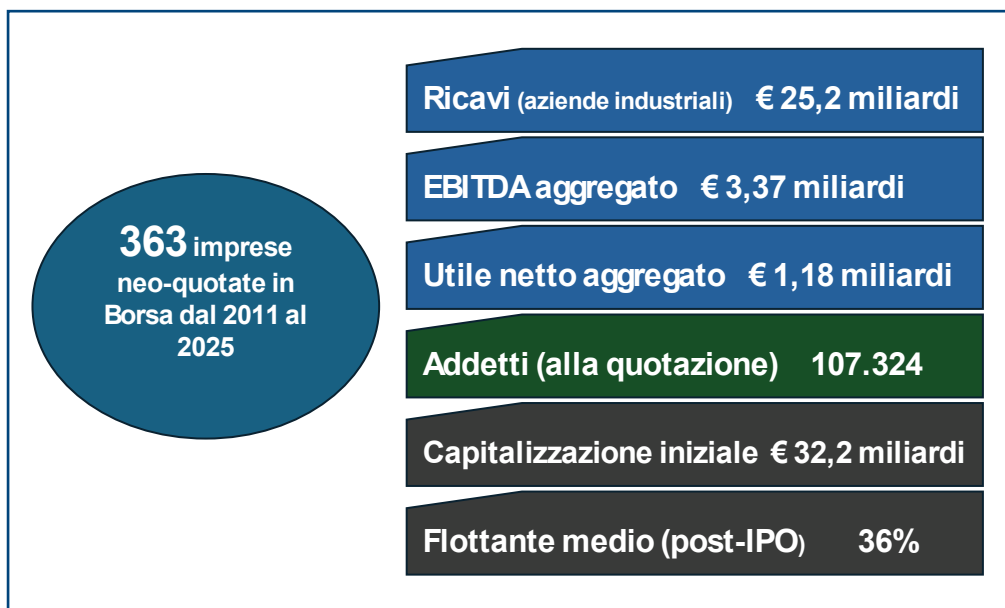 363 imprese
neo-quotate in
Borsa dal 2011 al
2025
Ricavi (aziende industriali) € 25,2 miliardi
EBITDA aggregato € 3,37 miliardi
Utile netto aggregato € 1,18 miliardi
Addetti (alla quotazione) 107.324
Capitalizzazione iniziale € 32,2 miliardi
Flottante medio (post-IPO) 36%